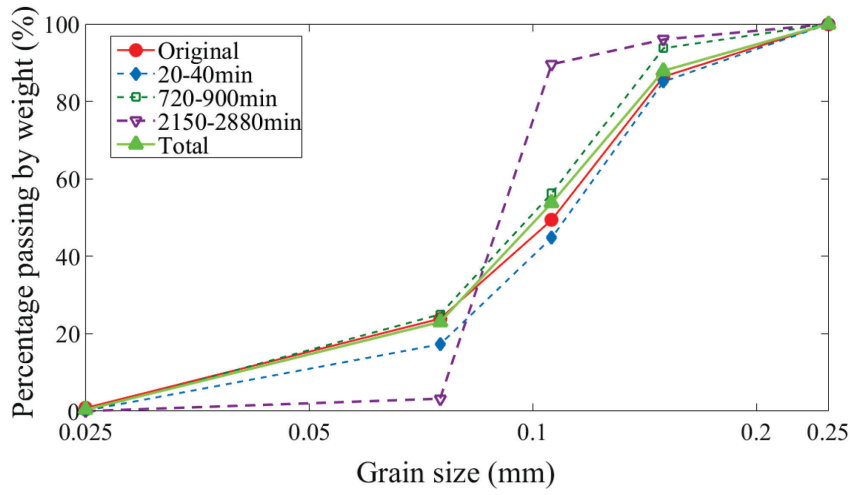 Percentage passing by weight (%)
100
80
60
40
20
0
Original
20-40min
720-900min
2150-2880min
Total
0.025
0.05
0.1
0.2
0.25
Grain size (mm)